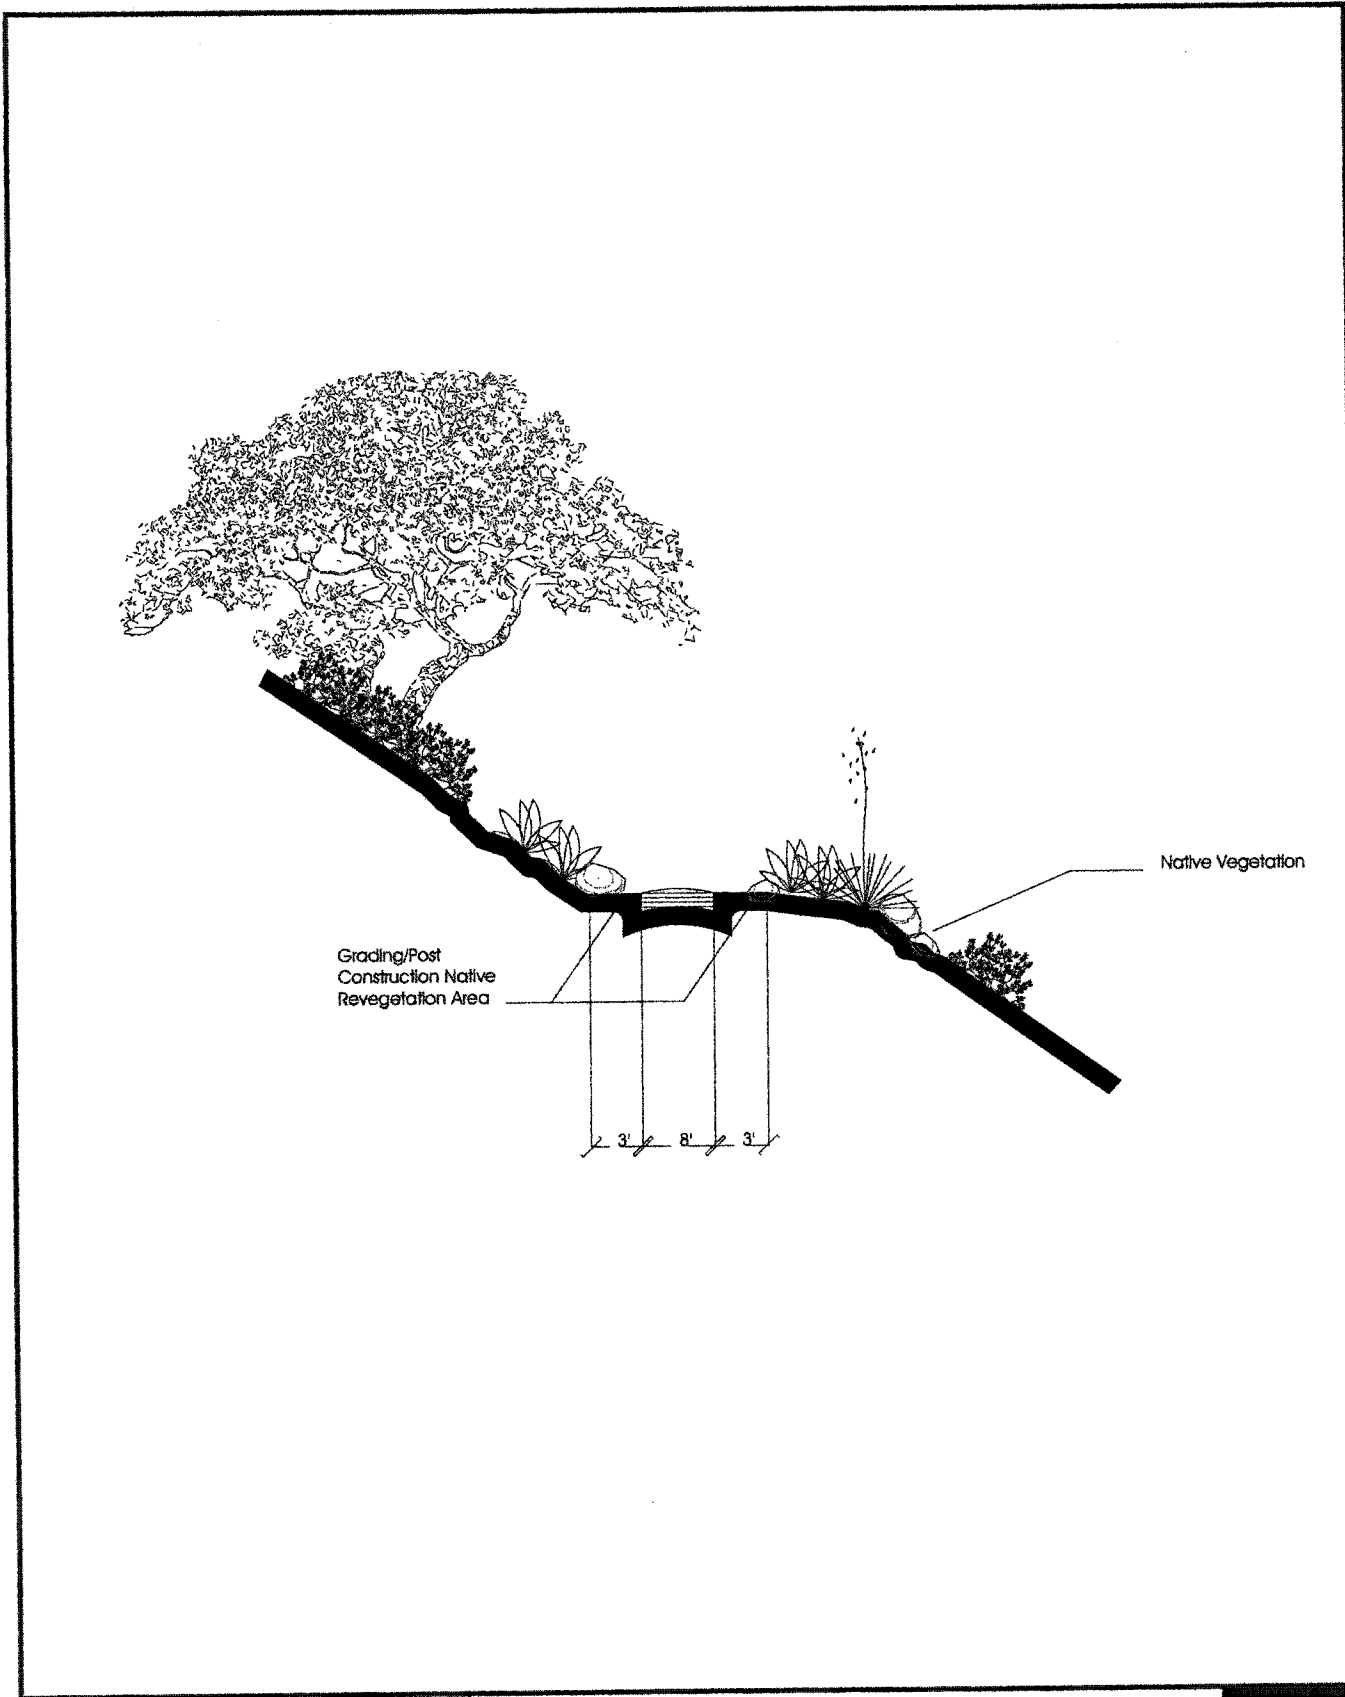 Native Vegetation
Grading/Post
Construction Native
Revegetation Area
3' 8' 3'